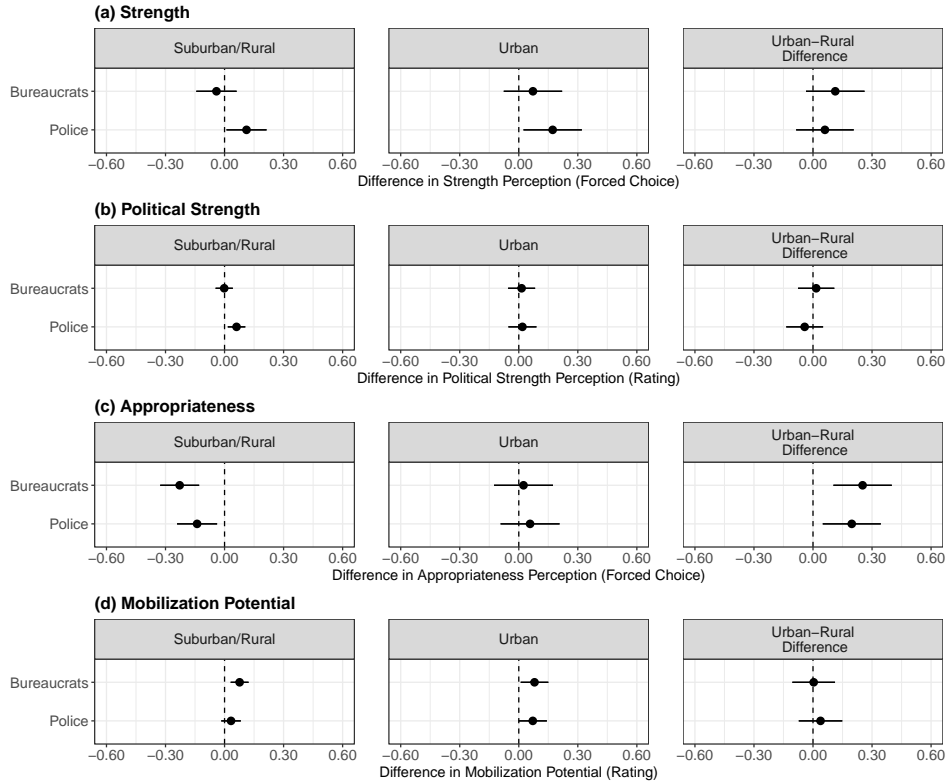 (a) Strength
Suburban/Rural
Urban
Urban−Rural
Difference
Bureaucrats
Police
−0.60 −0.30 0.00 0.30 0.60 −0.60 −0.30 0.00 0.30 0.60 −0.60 −0.30 0.00 0.30 0.60
Difference in Strength Perception (Forced Choice)
(b) Political Strength
Suburban/Rural
Urban
Urban−Rural
Difference
Bureaucrats
Police
−0.60 −0.30 0.00 0.30 0.60 −0.60 −0.30 0.00 0.30 0.60 −0.60 −0.30 0.00 0.30 0.60
Difference in Political Strength Perception (Rating)
(c) Appropriateness
Suburban/Rural
Urban
Urban−Rural
Difference
Bureaucrats
Police
−0.60 −0.30 0.00 0.30 0.60 −0.60 −0.30 0.00 0.30 0.60 −0.60 −0.30 0.00 0.30 0.60
Difference in Appropriateness Perception (Forced Choice)
(d) Mobilization Potential
Suburban/Rural
Urban
Urban−Rural
Difference
Bureaucrats
Police
−0.60 −0.30 0.00 0.30 0.60 −0.60 −0.30 0.00 0.30 0.60 −0.60 −0.30 0.00 0.30 0.60
Difference in Mobilization Potential (Rating)